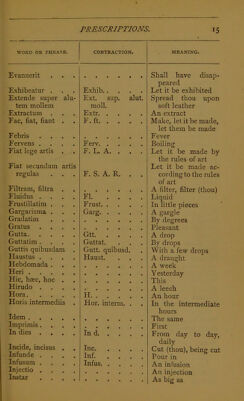 PRESCRIPTIONS. 15
WORD OR PHRASE. CONTRACTION. MEANING.
Evanuerit . . . . . . . . . Shall have disap-
peared
Exhibeatur . . . Exhib. . . . . Let it be exhibited
Extende super alu- Ext. sup. alut. Spread thou upon
tem mollem moll. soft leather
Extractum . . . Extr. . . . . An extract
Fac, fiat, fiant . . F. ft. . . . . Make, let it be made,
let them be made
Febris . . . . . . . . . Fever
Fervens . . . . Ferv. . . . . Boiling
Fiat lege artis . . F. L. A. . . . Let it be made by
the rules of art
Fiat secundum artis Let it be made ac-
regulas . . . F. S. A. R. . . cording to the rules
of art
Filtrum, filtra . . . . . . . A filter, filter (thou)
Fluidus . . . . Fl. . . . . Liquid
Frustillatim . . . Frust. . . . . In little pieces
Gargarisma . . . Garg. . . . . A gargle
Gradatim . . . . . . . . By degrees
Gratus . . . . . . . . . Pleasant
Gutta. . . . . Gtt. . . . . A drop
Guttatim . . . Guttat. . . . By drops
Guttis quibusdam . Gutt. quibusd. . With a few drops
Haustus . . . . Haust. . . . . A draught
Hebdomada . . . . . . . . A week
Heri . . . . . . . . . Yesterday
Hic, hæc, hoc . . . . . . . This
Hirudo . . . . . . . . A leech
Hora . . . . . H. . . . . . An hour
Horis intermediis . Hor. interm. . . In the intermediate
hours
Idem . . . . . . . . . The same
Imprimis . . . . . . . . First
In dies . . . . In d. . . . . From day to day,
daily
Incide, incisus . . Inc. . . . . Cut (thou), being cut
Infunde . . . . Inf. . . . . Pour in
Infusum . . . . Infus. . . . . An infusion
Injectio . . . . . . . . An injection
Instar . . . . . . . . As big as